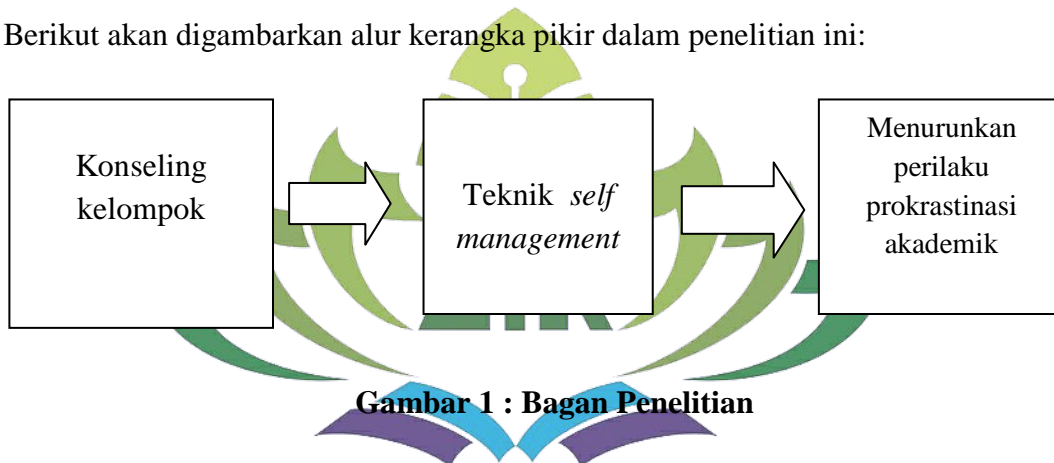 Berikut akan digambarkan alur kerangka pikir dalam penelitian ini:
Konseling
kelompok
Teknik self
management
Menurunkan
perilaku
prokrastinasi
akademik
Gambar 1 : Bagan Penelitian